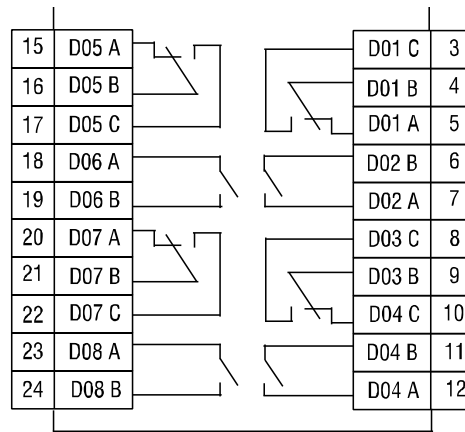 15 D05 A
16 D05 B
17 D05 C
18 D06 A
19 D06 B
20 D07 A
21 D07 B
22 D07 C
23 D08 A
24 D08 B
D01 C 3
D01 B 4
D01 A 5
D02 B 6
D02 A 7
D03 C 8
D03 B 9
D04 C 10
D04 B 11
D04 A 12